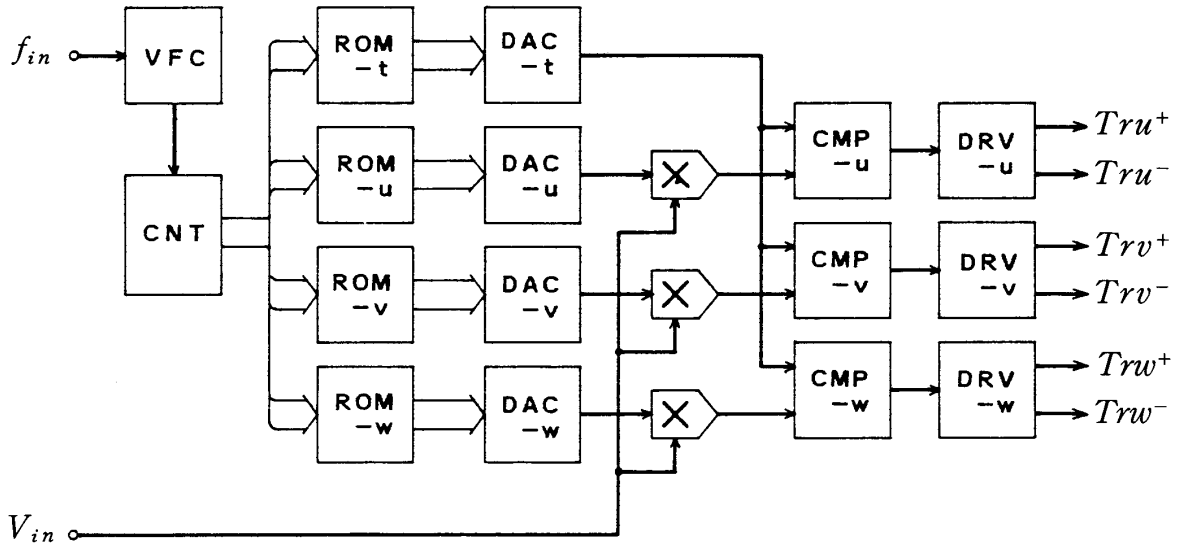 f_in
VFC
CNT
ROM
-t
DAC
-t
ROM
-u
DAC
-u
ROM
-v
DAC
-v
ROM
-w
DAC
-w
×
×
×
CMP
-u
DRV
-u
Tru⁺
Tru⁻
CMP
-v
DRV
-v
Trv⁺
Trv⁻
CMP
-w
DRV
-w
Trw⁺
Trw⁻
V_in